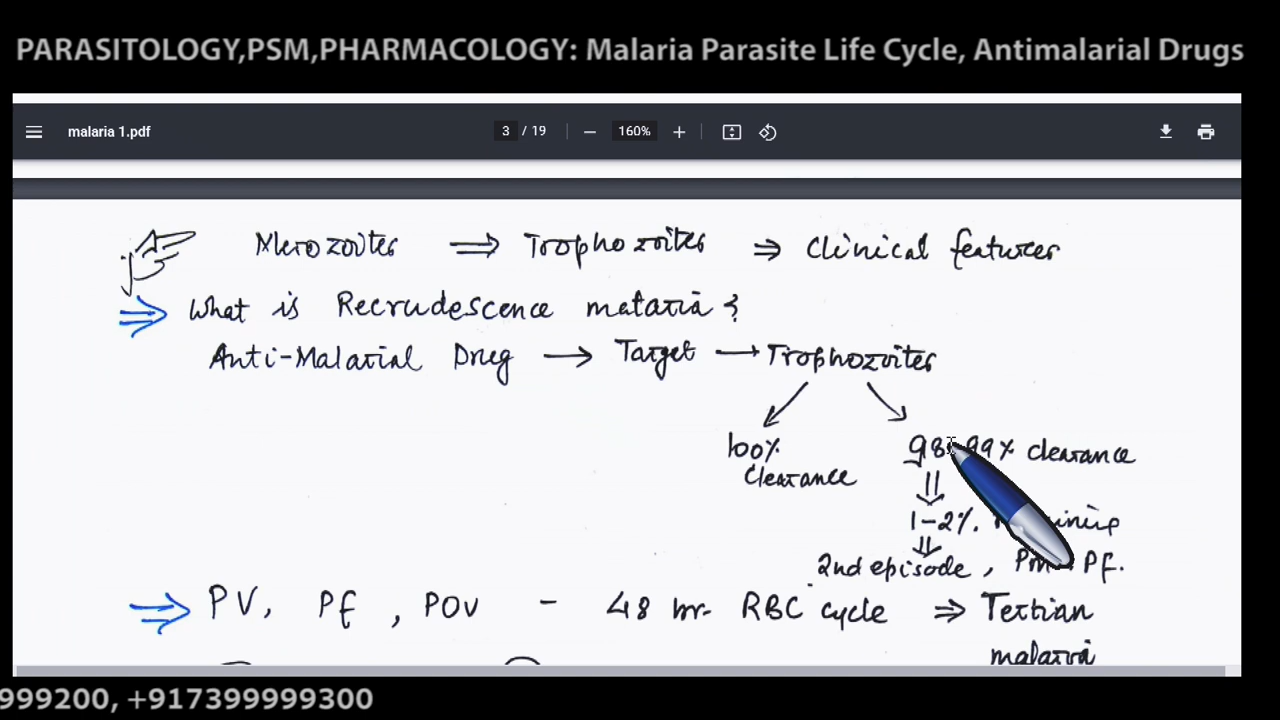 PARASITOLOGY,PSM,PHARMACOLOGY: Malaria Parasite Life Cycle, Antimalarial Drugs
malaria 1.pdf 3 / 19 160%
Merozoites ⇒ Trophozoites ⇒ Clinical features
⇒ What is Recrudescence malaria ?
Anti-Malarial Drug → Target → Trophozoites
100% 98-99% clearance
Clearance
1-2%.
2nd episode, PF.
⇒ PV, PF, POV - 48 hr. RBC cycle ⇒ Tertian
malaria
999200, +917399999300